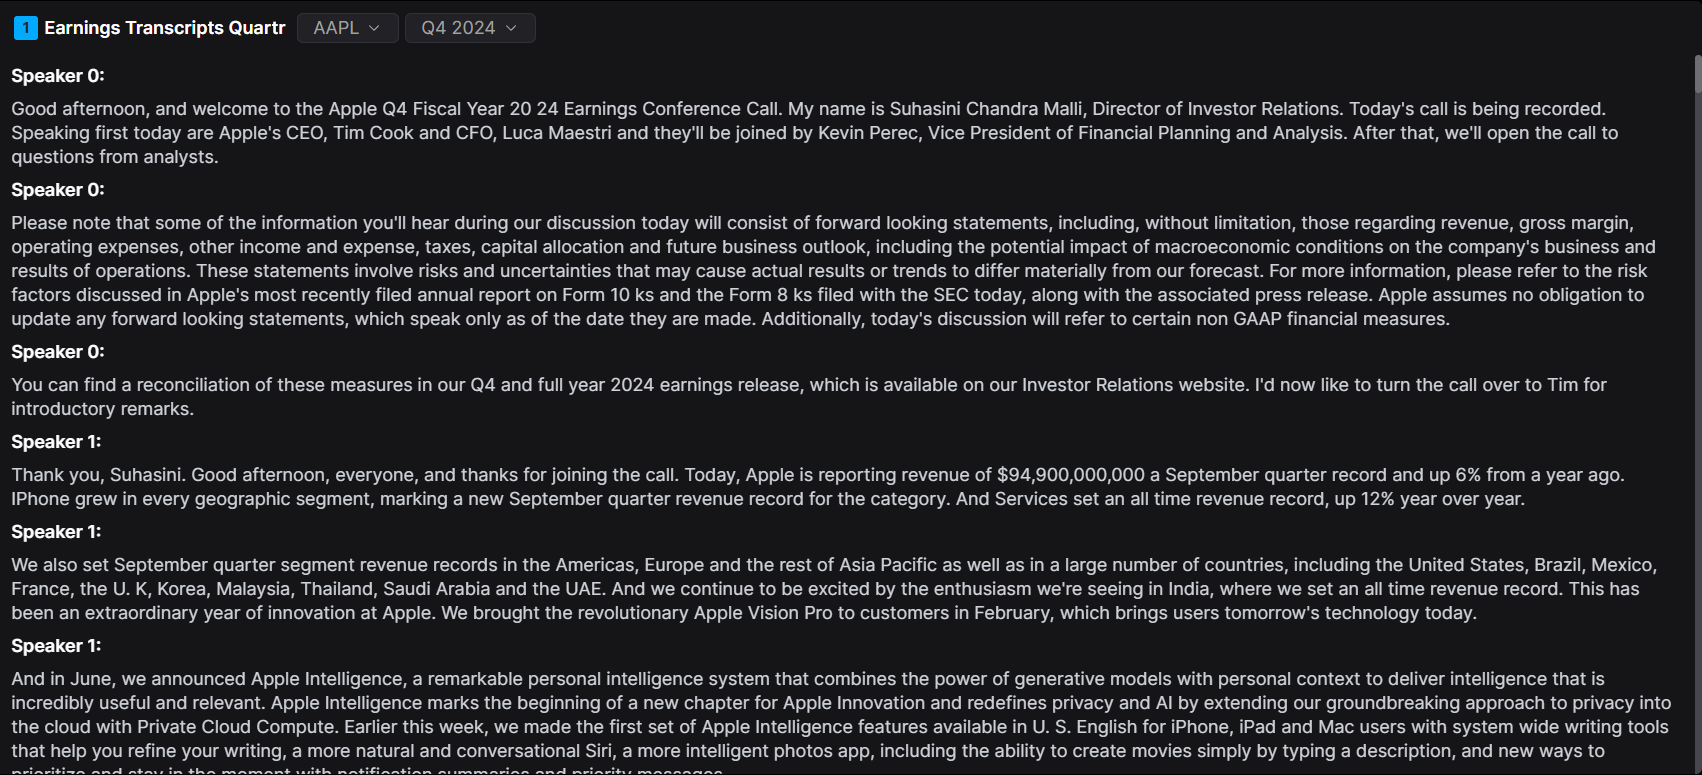 1 Earnings Transcripts Quartr AAPL Q4 2024
Speaker 0:
Good afternoon, and welcome to the Apple Q4 Fiscal Year 20 24 Earnings Conference Call. My name is Suhasini Chandra Malli, Director of Investor Relations. Today's call is being recorded.
Speaking first today are Apple's CEO, Tim Cook and CFO, Luca Maestri and they'll be joined by Kevin Perec, Vice President of Financial Planning and Analysis. After that, we'll open the call to
questions from analysts.
Speaker 0:
Please note that some of the information you'll hear during our discussion today will consist of forward looking statements, including, without limitation, those regarding revenue, gross margin,
operating expenses, other income and expense, taxes, capital allocation and future business outlook, including the potential impact of macroeconomic conditions on the company's business and
results of operations. These statements involve risks and uncertainties that may cause actual results or trends to differ materially from our forecast. For more information, please refer to the risk
factors discussed in Apple's most recently filed annual report on Form 10 ks and the Form 8 ks filed with the SEC today, along with the associated press release. Apple assumes no obligation to
update any forward looking statements, which speak only as of the date they are made. Additionally, today's discussion will refer to certain non GAAP financial measures.
Speaker 0:
You can find a reconciliation of these measures in our Q4 and full year 2024 earnings release, which is available on our Investor Relations website. I'd now like to turn the call over to Tim for
introductory remarks.
Speaker 1:
Thank you, Suhasini. Good afternoon, everyone, and thanks for joining the call. Today, Apple is reporting revenue of $94,900,000,000 a September quarter record and up 6% from a year ago.
IPhone grew in every geographic segment, marking a new September quarter revenue record for the category. And Services set an all time revenue record, up 12% year over year.
Speaker 1:
We also set September quarter segment revenue records in the Americas, Europe and the rest of Asia Pacific as well as in a large number of countries, including the United States, Brazil, Mexico,
France, the U. K, Korea, Malaysia, Thailand, Saudi Arabia and the UAE. And we continue to be excited by the enthusiasm we're seeing in India, where we set an all time revenue record. This has
been an extraordinary year of innovation at Apple. We brought the revolutionary Apple Vision Pro to customers in February, which brings users tomorrow's technology today.
Speaker 1:
And in June, we announced Apple Intelligence, a remarkable personal intelligence system that combines the power of generative models with personal context to deliver intelligence that is
incredibly useful and relevant. Apple Intelligence marks the beginning of a new chapter for Apple Innovation and redefines privacy and AI by extending our groundbreaking approach to privacy into
the cloud with Private Cloud Compute. Earlier this week, we made the first set of Apple Intelligence features available in U. S. English for iPhone, iPad and Mac users with system wide writing tools
that help you refine your writing, a more natural and conversational Siri, a more intelligent photos app, including the ability to create movies simply by typing a description, and new ways to
prioritize and stay in the moment with notification summaries and priority messages.